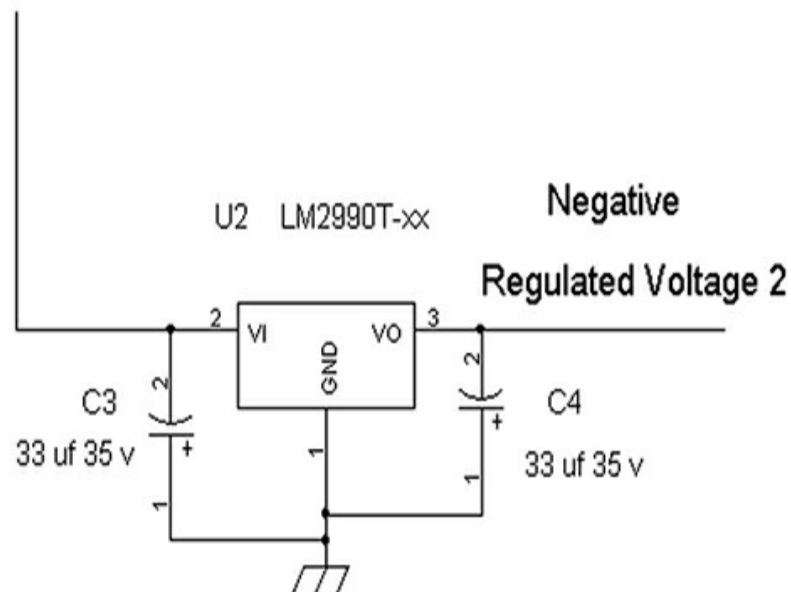 Negative
U2 LM2990T-xx
Regulated Voltage 2
2 3
VI VO
GND
2 2
C3 C4
+ +
33 uf 35 v 33 uf 35 v
1 1 1